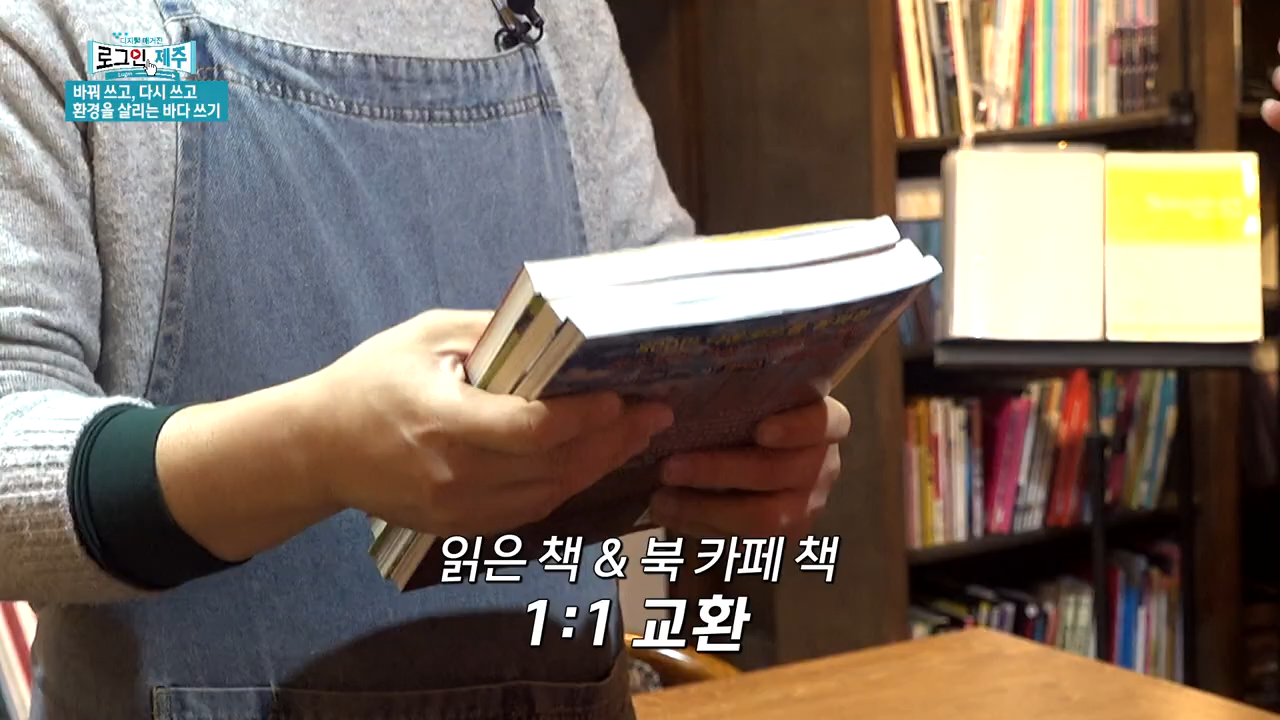 디지털 매거진
로그인 제주
Login
바꿔 쓰고, 다시 쓰고
환경을 살리는 바다 쓰기
읽은 책 & 북 카페 책
1:1 교환